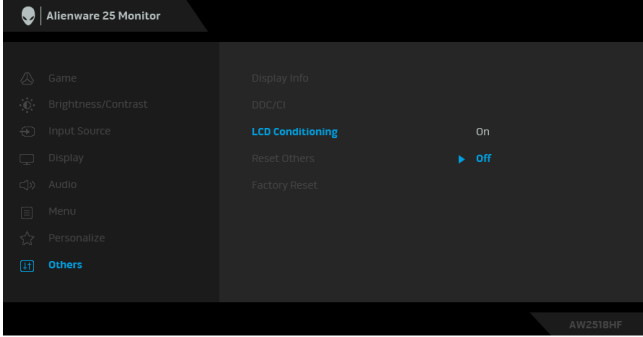 Alienware 25 Monitor
Game
Brightness/Contrast
Input Source
Display
Audio
Menu
Personalize
Others
Display Info
DDC/CI
LCD Conditioning
On
Reset Others
Off
Factory Reset
AW2518HF